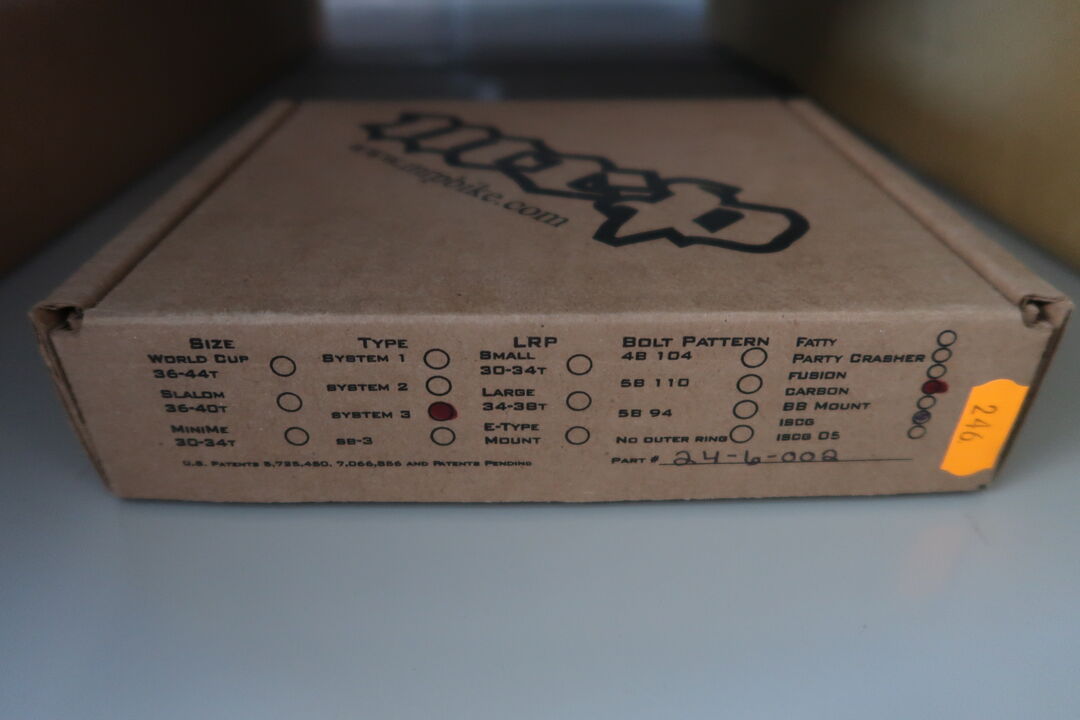 mrp
www.mrpbike.com
SIZE
WORLD CUP
36-44T
SLALOM
36-40T
MINIME
30-34T
TYPE
SYSTEM 1
SYSTEM 2
SYSTEM 3
SB-3
LRP
SMALL
30-34T
LARGE
34-38T
E-TYPE
MOUNT
BOLT PATTERN
4B 104
5B 110
5B 94
NO OUTER RING
FATTY
PARTY CRASHER
FUSION
CARBON
BB MOUNT
ISCG
ISCG 05
U.S. PATENTS 5,725,450, 7,066,856 AND PATENTS PENDING
PART # 24-6-002
246